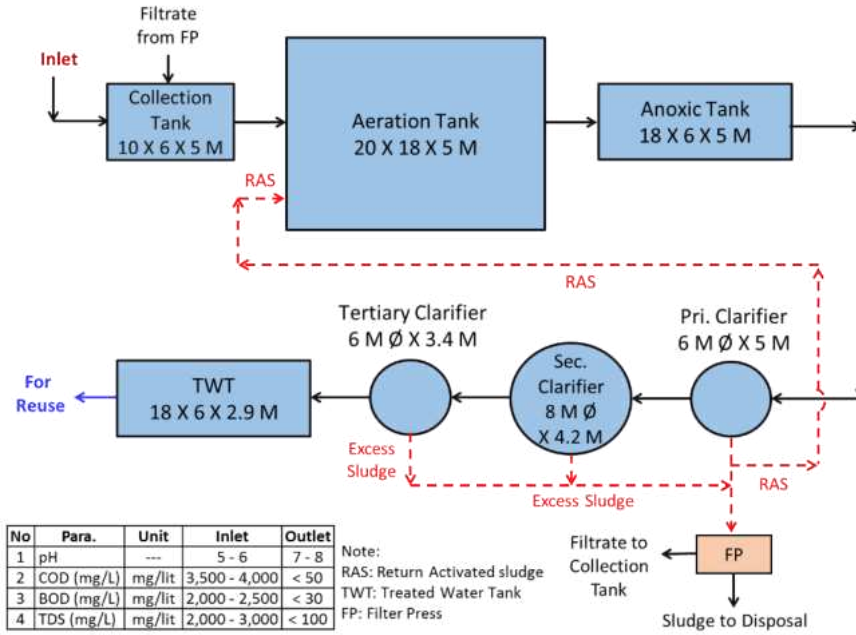 Filtrate
from FP
Inlet
Collection
Tank
10 X 6 X 5 M
Aeration Tank
20 X 18 X 5 M
Anoxic Tank
18 X 6 X 5 M
RAS
RAS
Tertiary Clarifier
6 M Ø X 3.4 M
Pri. Clarifier
6 M Ø X 5 M
For
Reuse
TWT
18 X 6 X 2.9 M
Sec.
Clarifier
8 M Ø
X 4.2 M
Excess
Sludge
Excess Sludge
RAS
No Para. Unit Inlet Outlet
1 pH --- 5 - 6 7 - 8
2 COD (mg/L) mg/lit 3,500 - 4,000 < 50
3 BOD (mg/L) mg/lit 2,000 - 2,500 < 30
4 TDS (mg/L) mg/lit 2,000 - 3,000 < 100
Note:
RAS: Return Activated sludge
TWT: Treated Water Tank
FP: Filter Press
Filtrate to
Collection
Tank
FP
Sludge to Disposal